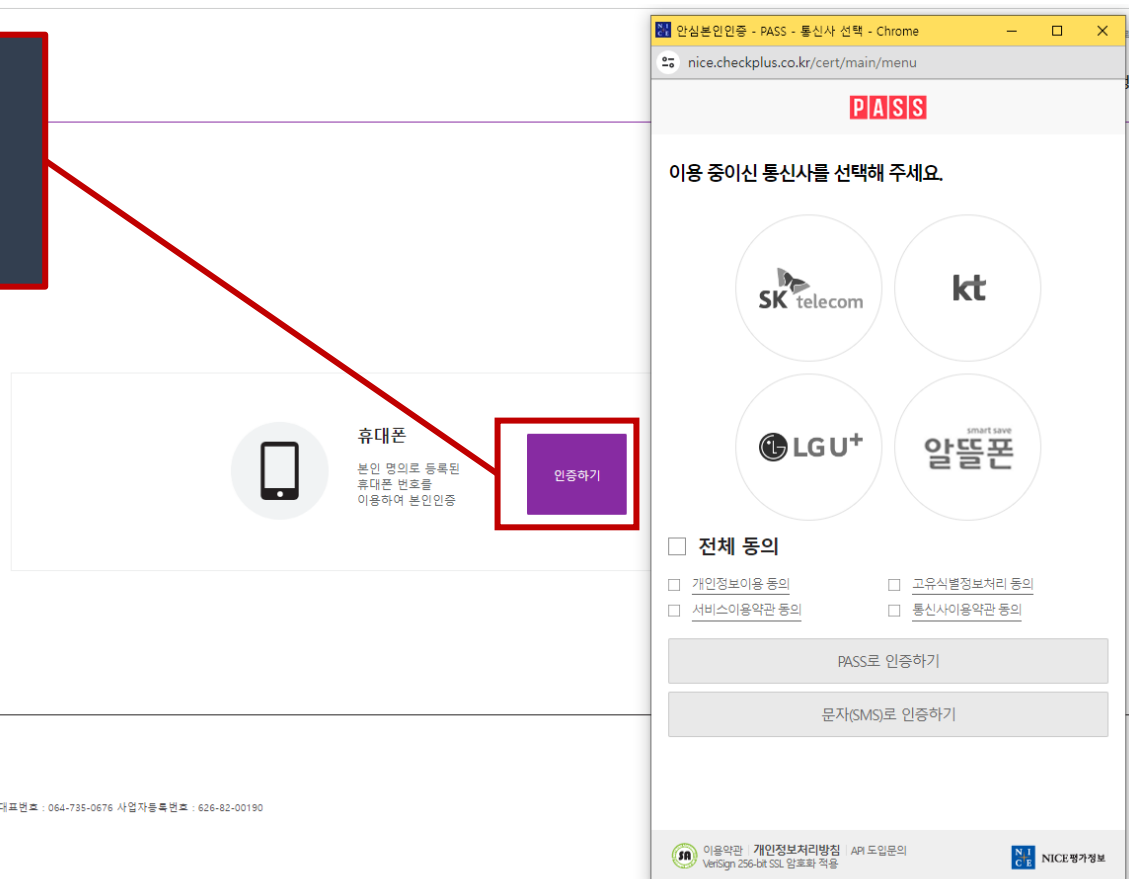 안심본인인증 - PASS - 통신사 선택 - Chrome
nice.checkplus.co.kr/cert/main/menu
PASS
이용 중이신 통신사를 선택해 주세요.
SK telecom
kt
LG U+
smart save
알뜰폰
전체 동의
개인정보이용 동의
고유식별정보처리 동의
서비스이용약관 동의
통신사이용약관 동의
PASS로 인증하기
문자(SMS)로 인증하기
이용약관 개인정보처리방침 API 도입문의
VeriSign 256-bit SSL 암호화 적용
NICE
NICE평가정보
휴대폰
본인 명의로 등록된
휴대폰 번호를
이용하여 본인인증
인증하기
대표번호 : 064-735-0676 사업자등록번호 : 626-82-00190